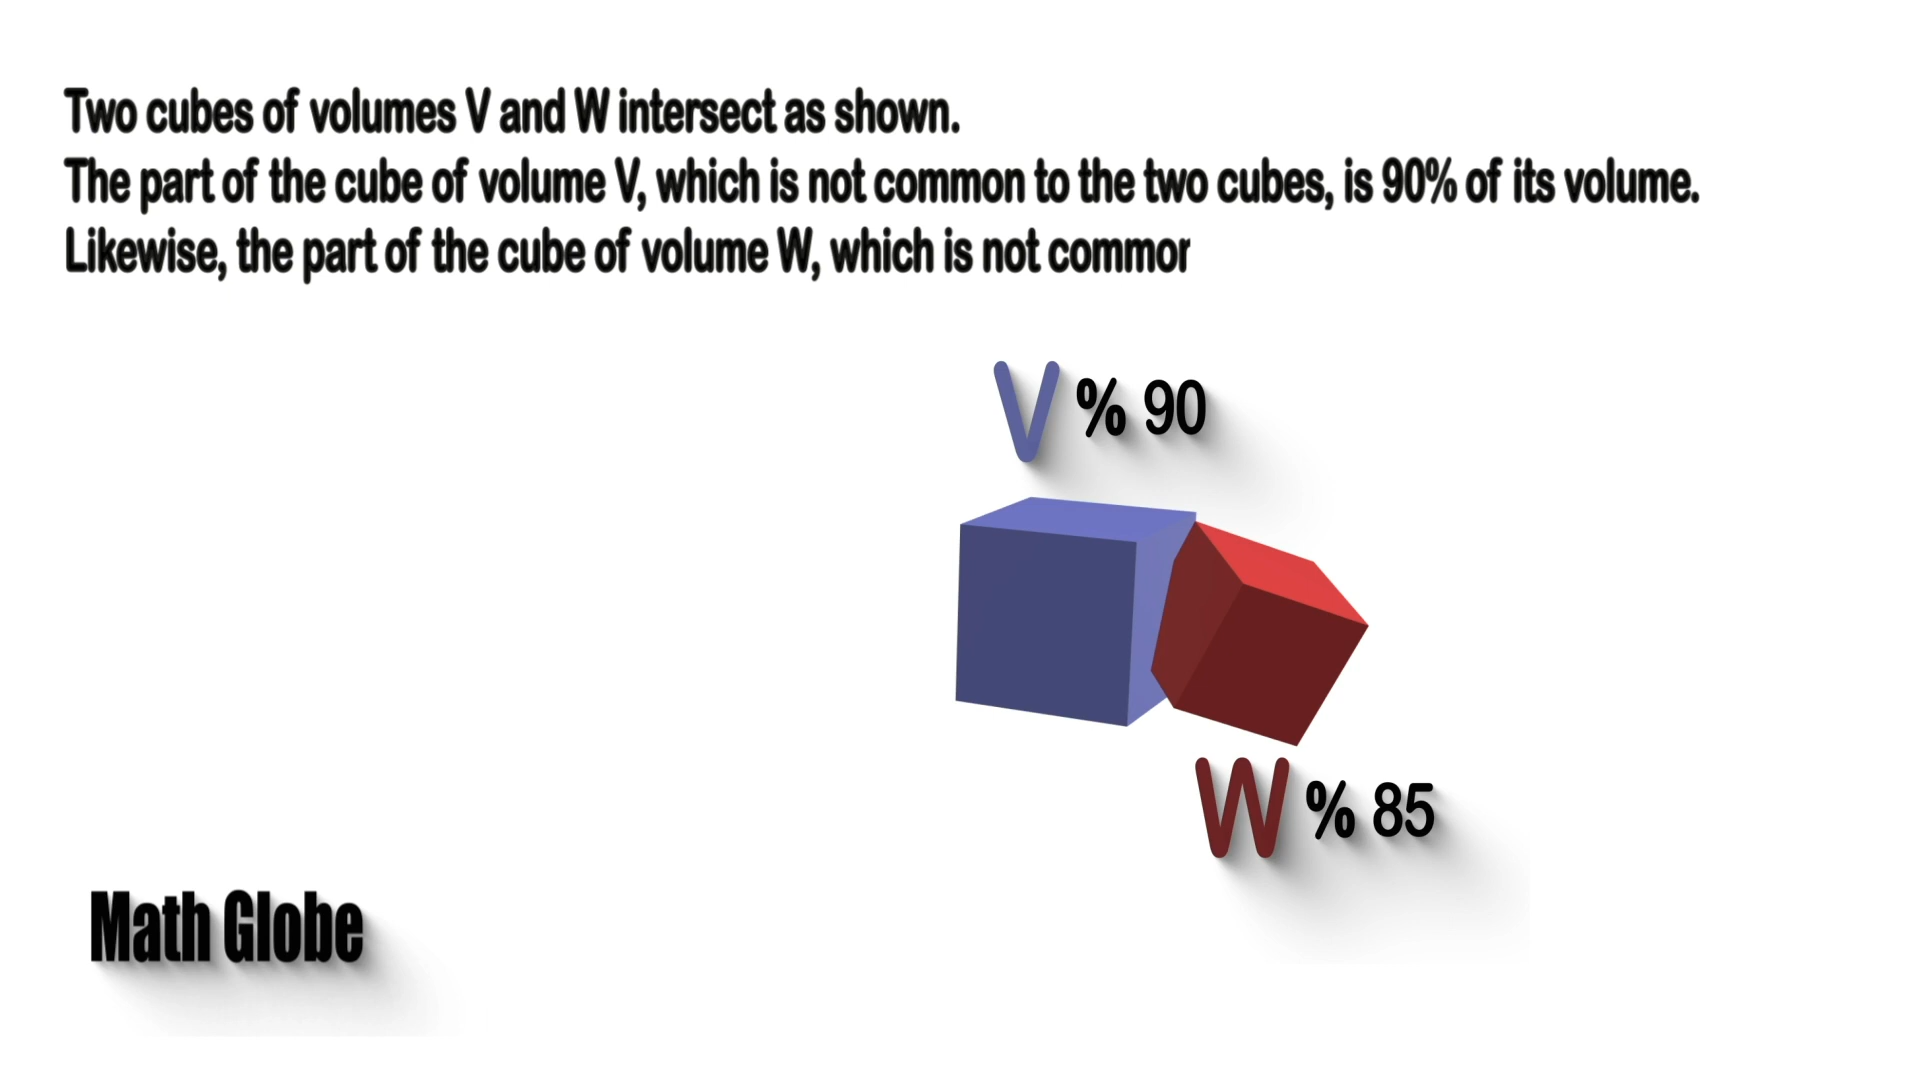 Two cubes of volumes V and W intersect as shown.
The part of the cube of volume V, which is not common to the two cubes, is 90% of its volume.
Likewise, the part of the cube of volume W, which is not commor
V % 90
W % 85
Math Globe